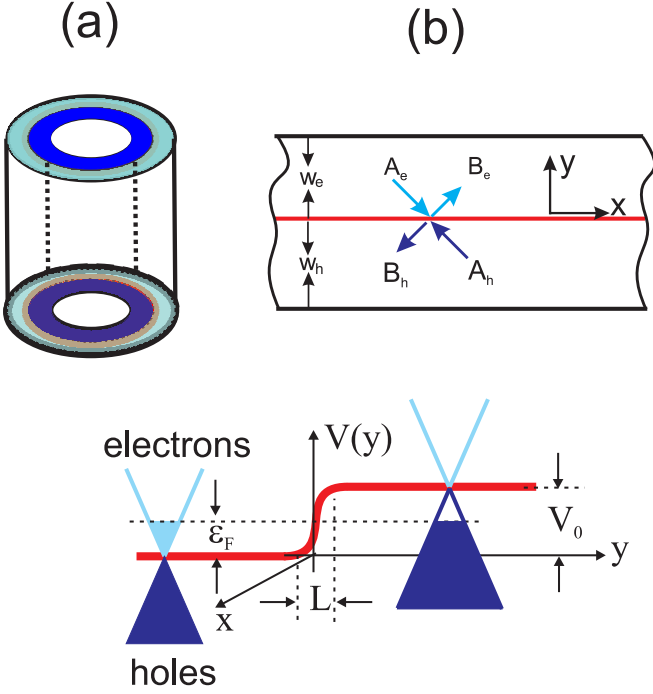 (a)
(b)
w_e
A_e
B_e
y
x
w_h
B_h
A_h
electrons
V(y)
ε_F
V_0
y
x
L
holes